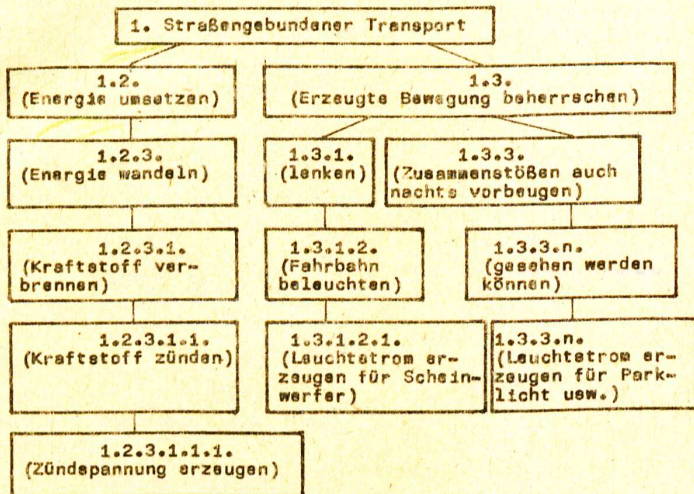 1. Straßengebundener Transport
1.2.
(Energie umsetzen)
1.3.
(Erzeugte Bewegung beherrschen)
1.2.3.
(Energie wandeln)
1.3.1.
(lenken)
1.3.3.
(Zusammenstößen auch
nachts vorbeugen)
1.2.3.1.
(Kraftstoff ver-
brennen)
1.3.1.2.
(Fahrbahn
beleuchten)
1.3.3.n.
(gesehen werden
können)
1.2.3.1.1.
(Kraftstoff zünden)
1.3.1.2.1.
(Leuchtstrom er-
zeugen für Schein-
werfer)
1.3.3.n.
(Leuchtstrom er-
zeugen für Park-
licht usw.)
1.2.3.1.1.1.
(Zündspannung erzeugen)